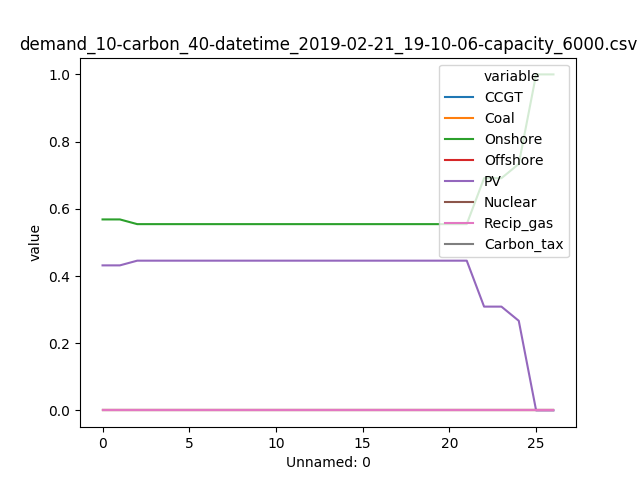 demand_10-carbon_40-datetime_2019-02-21_19-10-06-capacity_6000.csv
1.0
0.8
0.6
0.4
0.2
0.0
value
variable
CCGT
Coal
Onshore
Offshore
PV
Nuclear
Recip_gas
Carbon_tax
0 5 10 15 20 25
Unnamed: 0